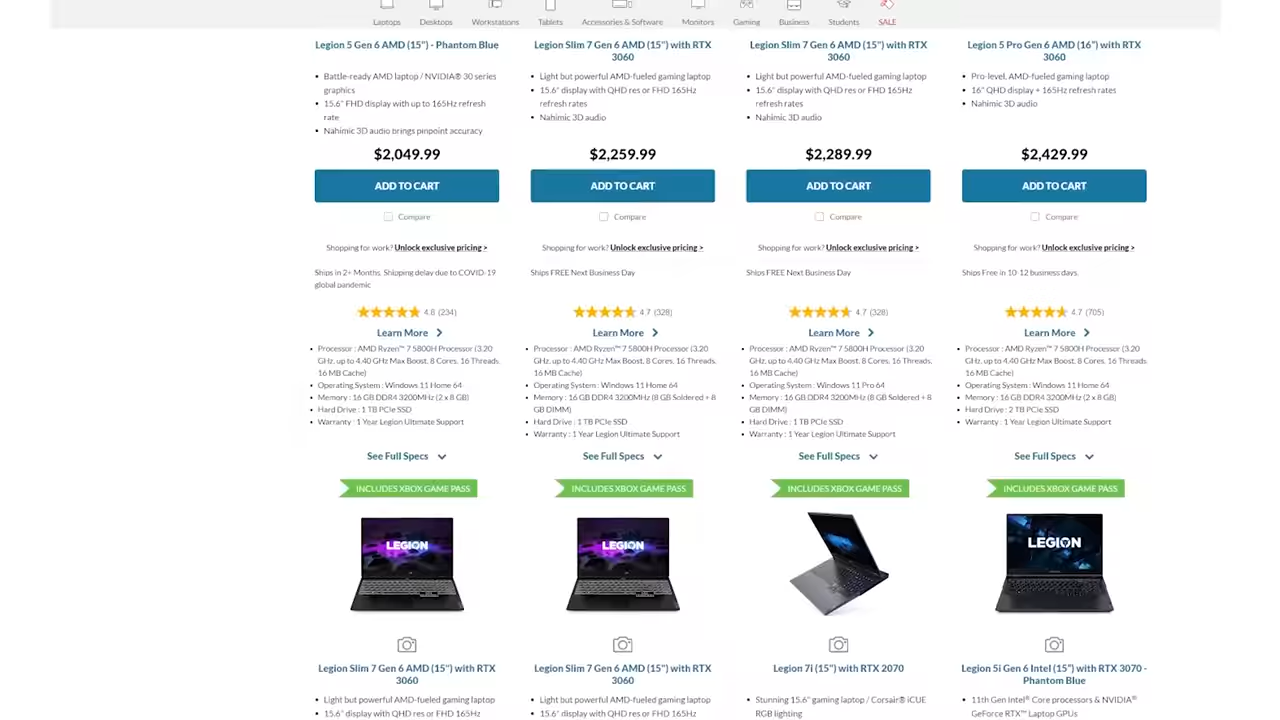 Laptops Desktops Workstations Tablets Accessories & Software Monitors Gaming Business Students SALE
Legion 5 Gen 6 AMD (15") - Phantom Blue
Battle-ready AMD laptop / NVIDIA® 30 series
graphics
15.6" FHD display with up to 165Hz refresh
rate
Nahimic 3D audio brings pinpoint accuracy
$2,049.99
ADD TO CART
Compare
Shopping for work? Unlock exclusive pricing >
Ships in 2+ Months. Shipping delay due to COVID-19
global pandemic
4.8 (234)
Learn More
Processor : AMD Ryzen™ 7 5800H Processor (3.20
GHz, up to 4.40 GHz Max Boost, 8 Cores, 16 Threads,
16 MB Cache)
Operating System : Windows 11 Home 64
Memory : 16 GB DDR4 3200MHz (2 x 8 GB)
Hard Drive : 1 TB PCIe SSD
Warranty : 1 Year Legion Ultimate Support
See Full Specs
Legion Slim 7 Gen 6 AMD (15") with RTX
3060
Light but powerful AMD-fueled gaming laptop
15.6" display with QHD res or FHD 165Hz
refresh rates
Nahimic 3D audio
$2,259.99
ADD TO CART
Compare
Shopping for work? Unlock exclusive pricing >
Ships FREE Next Business Day
4.7 (328)
Learn More
Processor : AMD Ryzen™ 7 5800H Processor (3.20
GHz, up to 4.40 GHz Max Boost, 8 Cores, 16 Threads,
16 MB Cache)
Operating System : Windows 11 Home 64
Memory : 16 GB DDR4 3200MHz (8 GB Soldered + 8
GB DIMM)
Hard Drive : 1 TB PCIe SSD
Warranty : 1 Year Legion Ultimate Support
See Full Specs
Legion Slim 7 Gen 6 AMD (15") with RTX
3060
Light but powerful AMD-fueled gaming laptop
15.6" display with QHD res or FHD 165Hz
refresh rates
Nahimic 3D audio
$2,289.99
ADD TO CART
Compare
Shopping for work? Unlock exclusive pricing >
Ships FREE Next Business Day
4.7 (328)
Learn More
Processor : AMD Ryzen™ 7 5800H Processor (3.20
GHz, up to 4.40 GHz Max Boost, 8 Cores, 16 Threads,
16 MB Cache)
Operating System : Windows 11 Pro 64
Memory : 16 GB DDR4 3200MHz (8 GB Soldered + 8
GB DIMM)
Hard Drive : 1 TB PCIe SSD
Warranty : 1 Year Legion Ultimate Support
See Full Specs
Legion 5 Pro Gen 6 AMD (16") with RTX
3060
Pro-level, AMD-fueled gaming laptop
16" QHD display + 165Hz refresh rates
Nahimic 3D audio
$2,429.99
ADD TO CART
Compare
Shopping for work? Unlock exclusive pricing >
Ships Free in 10-12 business days.
4.7 (705)
Learn More
Processor : AMD Ryzen™ 7 5800H Processor (3.20
GHz, up to 4.40 GHz Max Boost, 8 Cores, 16 Threads,
16 MB Cache)
Operating System : Windows 11 Home 64
Memory : 16 GB DDR4 3200MHz (2 x 8 GB)
Hard Drive : 2 TB PCIe SSD
Warranty : 1 Year Legion Ultimate Support
See Full Specs
INCLUDES XBOX GAME PASS
LEGION
Legion Slim 7 Gen 6 AMD (15") with RTX
3060
Light but powerful AMD-fueled gaming laptop
15.6" display with QHD res or FHD 165Hz
INCLUDES XBOX GAME PASS
LEGION
Legion Slim 7 Gen 6 AMD (15") with RTX
3060
Light but powerful AMD-fueled gaming laptop
15.6" display with QHD res or FHD 165Hz
INCLUDES XBOX GAME PASS
Legion 7i (15") with RTX 2070
Stunning 15.6" gaming laptop / Corsair® iCUE
RGB lighting
INCLUDES XBOX GAME PASS
LEGION
Legion 5i Gen 6 Intel (15") with RTX 3070 -
Phantom Blue
11th Gen Intel® Core processors & NVIDIA®
GeForce RTX™ Laptop GPUs